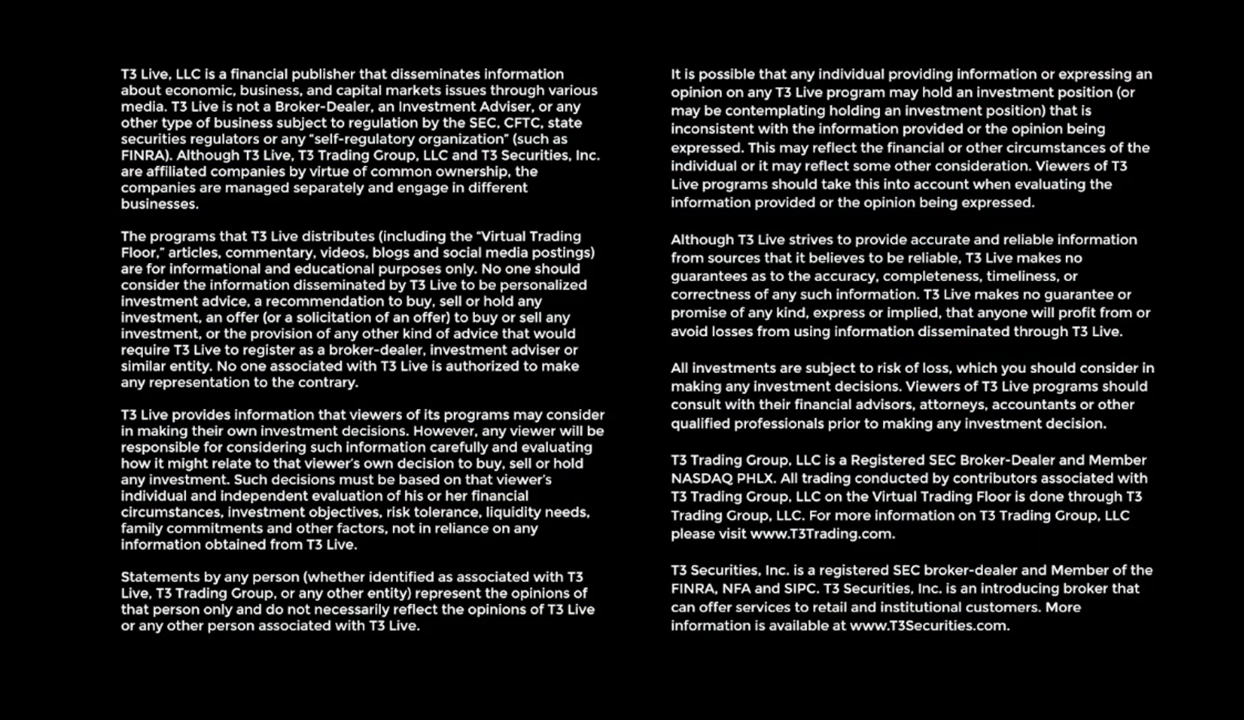 T3 Live, LLC is a financial publisher that disseminates information
about economic, business, and capital markets issues through various
media. T3 Live is not a Broker-Dealer, an Investment Adviser, or any
other type of business subject to regulation by the SEC, CFTC, state
securities regulators or any “self-regulatory organization” (such as
FINRA). Although T3 Live, T3 Trading Group, LLC and T3 Securities, Inc.
are affiliated companies by virtue of common ownership, the
companies are managed separately and engage in different
businesses.
The programs that T3 Live distributes (including the “Virtual Trading
Floor,” articles, commentary, videos, blogs and social media postings)
are for informational and educational purposes only. No one should
consider the information disseminated by T3 Live to be personalized
investment advice, a recommendation to buy, sell or hold any
investment, an offer (or a solicitation of an offer) to buy or sell any
investment, or the provision of any other kind of advice that would
require T3 Live to register as a broker-dealer, investment adviser or
similar entity. No one associated with T3 Live is authorized to make
any representation to the contrary.
T3 Live provides information that viewers of its programs may consider
in making their own investment decisions. However, any viewer will be
responsible for considering such information carefully and evaluating
how it might relate to that viewer’s own decision to buy, sell or hold
any investment. Such decisions must be based on that viewer’s
individual and independent evaluation of his or her financial
circumstances, investment objectives, risk tolerance, liquidity needs,
family commitments and other factors, not in reliance on any
information obtained from T3 Live.
Statements by any person (whether identified as associated with T3
Live, T3 Trading Group, or any other entity) represent the opinions of
that person only and do not necessarily reflect the opinions of T3 Live
or any other person associated with T3 Live.
It is possible that any individual providing information or expressing an
opinion on any T3 Live program may hold an investment position (or
may be contemplating holding an investment position) that is
inconsistent with the information provided or the opinion being
expressed. This may reflect the financial or other circumstances of the
individual or it may reflect some other consideration. Viewers of T3
Live programs should take this into account when evaluating the
information provided or the opinion being expressed.
Although T3 Live strives to provide accurate and reliable information
from sources that it believes to be reliable, T3 Live makes no
guarantees as to the accuracy, completeness, timeliness, or
correctness of any such information. T3 Live makes no guarantee or
promise of any kind, express or implied, that anyone will profit from or
avoid losses from using information disseminated through T3 Live.
All investments are subject to risk of loss, which you should consider in
making any investment decisions. Viewers of T3 Live programs should
consult with their financial advisors, attorneys, accountants or other
qualified professionals prior to making any investment decision.
T3 Trading Group, LLC is a Registered SEC Broker-Dealer and Member
NASDAQ PHLX. All trading conducted by contributors associated with
T3 Trading Group, LLC on the Virtual Trading Floor is done through T3
Trading Group, LLC. For more information on T3 Trading Group, LLC
please visit www.T3Trading.com.
T3 Securities, Inc. is a registered SEC broker-dealer and Member of the
FINRA, NFA and SIPC. T3 Securities, Inc. is an introducing broker that
can offer services to retail and institutional customers. More
information is available at www.T3Securities.com.